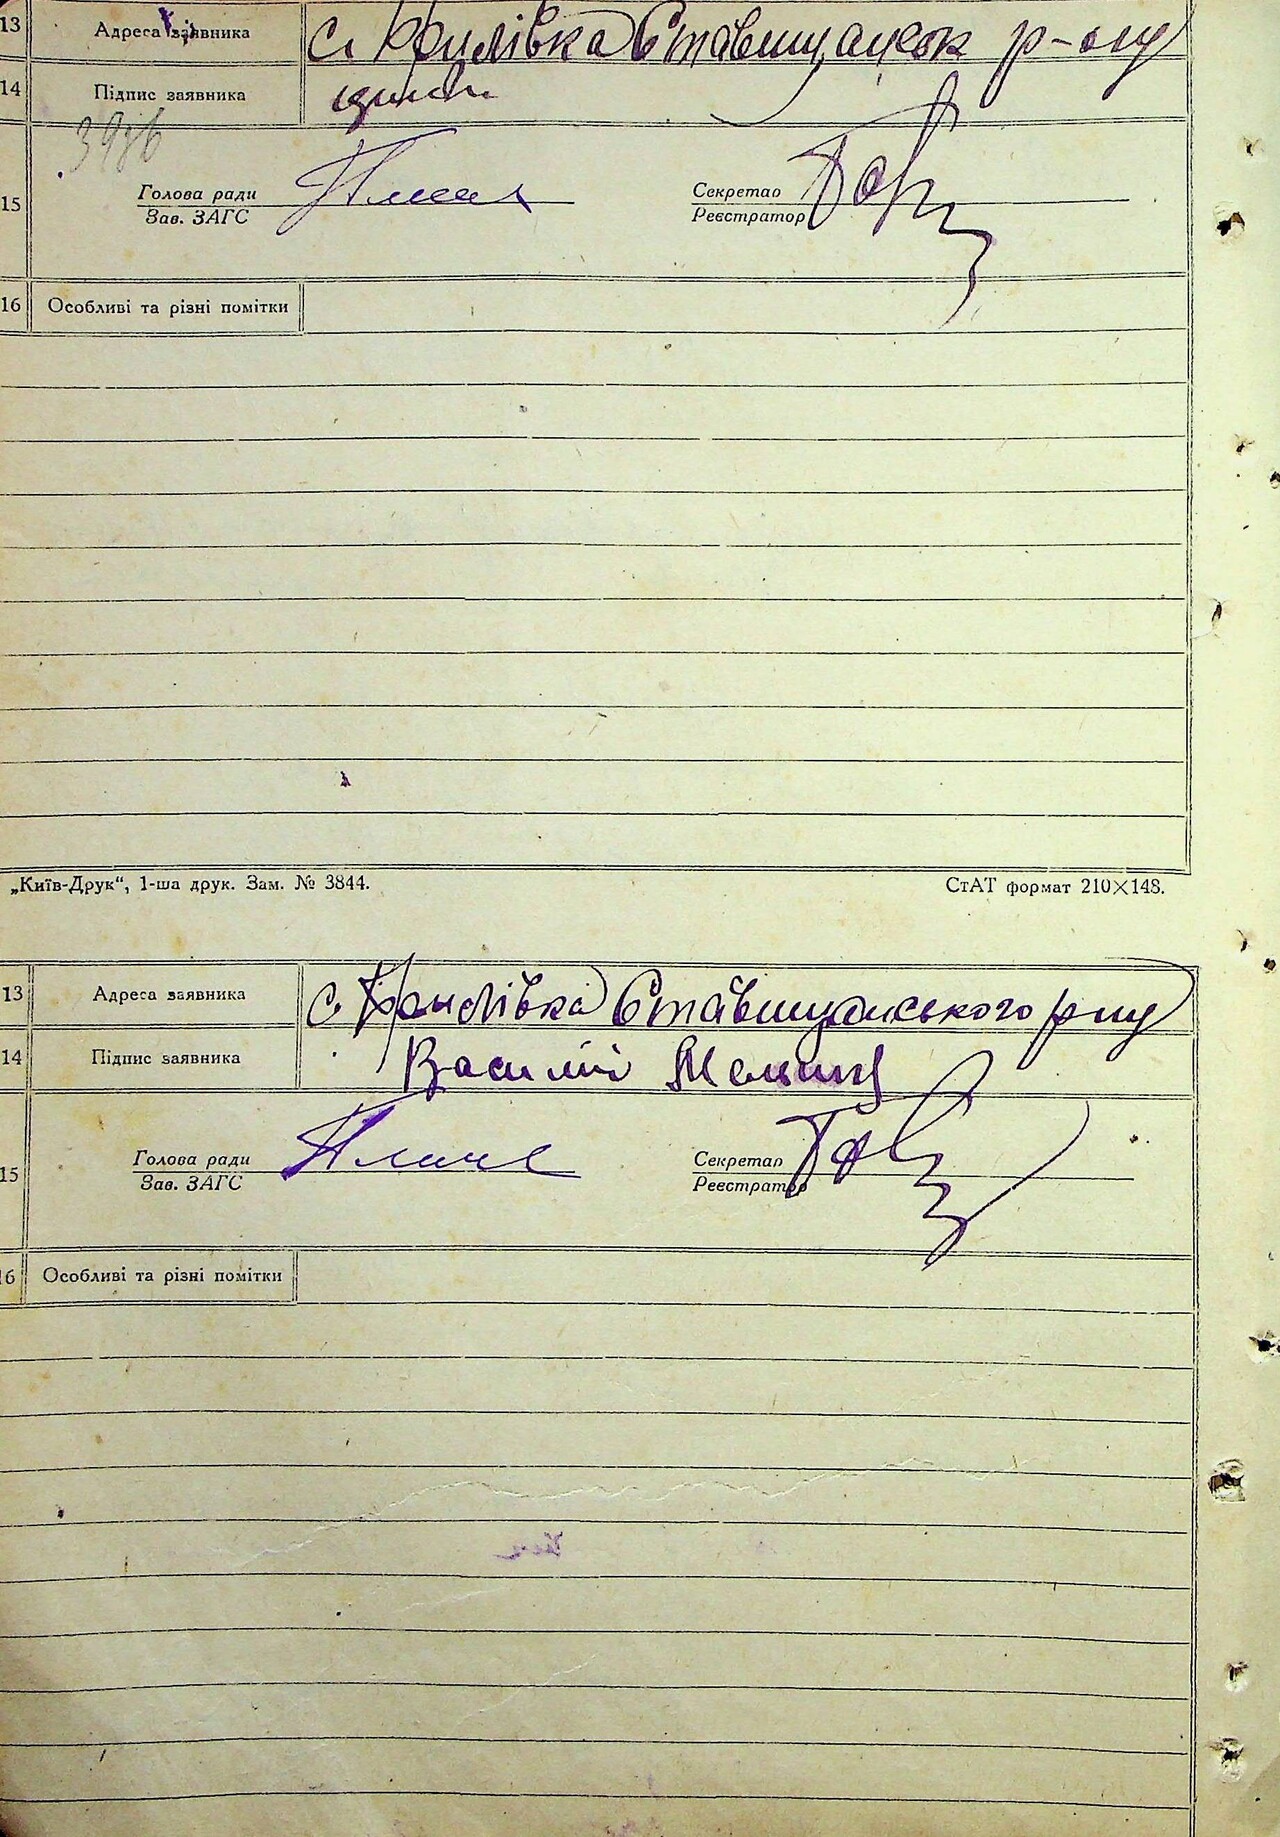 13 Адреса заявника с. Крилівка Ставищанськ р-ну
14 Підпис заявника
15 Голова ради Секретар
Зав. ЗАГС Реєстратор
16 Особливі та різні помітки
„Київ-Друк“, 1-ша друк. Зам. № 3844. СтАТ формат 210×148.
13 Адреса заявника с. Крилівка Ставищанського р ну
14 Підпис заявника Василій
15 Голова ради Секретар
Зав. ЗАГС Реєстратор
16 Особливі та різні помітки